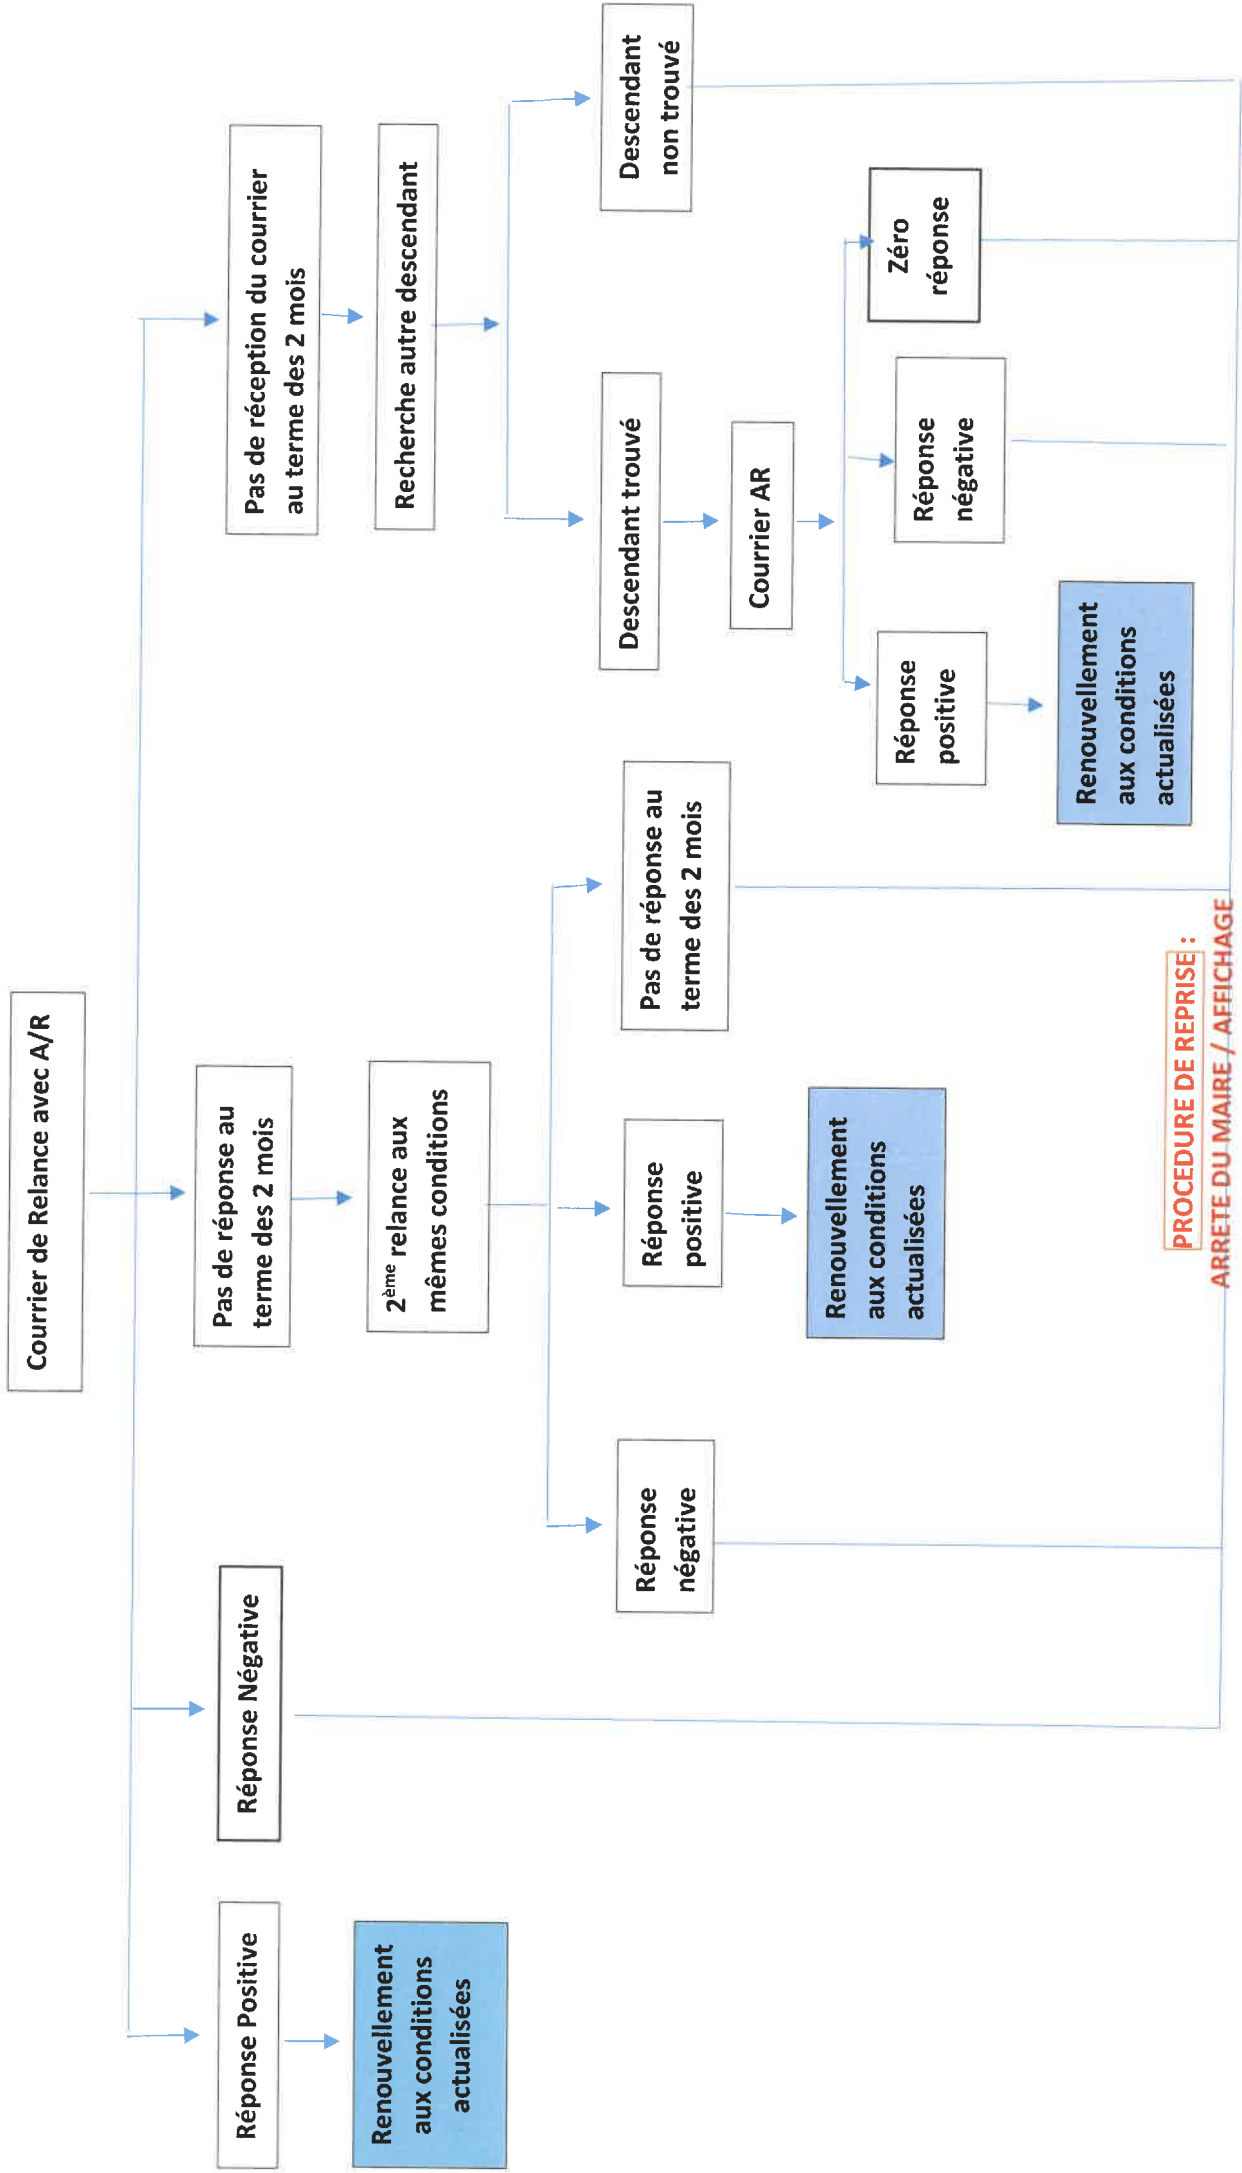 Courrier de Relance avec A/R
Réponse Positive
Réponse Négative
Pas de réponse au
terme des 2 mois
Pas de réception du courrier
au terme des 2 mois
Renouvellement
aux conditions
actualisées
2ème relance aux
mêmes conditions
Recherche autre descendant
Réponse
négative
Réponse
positive
Pas de réponse au
terme des 2 mois
Descendant trouvé
Descendant
non trouvé
Renouvellement
aux conditions
actualisées
Courrier AR
Réponse
positive
Réponse
négative
Zéro
réponse
Renouvellement
aux conditions
actualisées
PROCEDURE DE REPRISE :
ARRETE DU MAIRE / AFFICHAGE